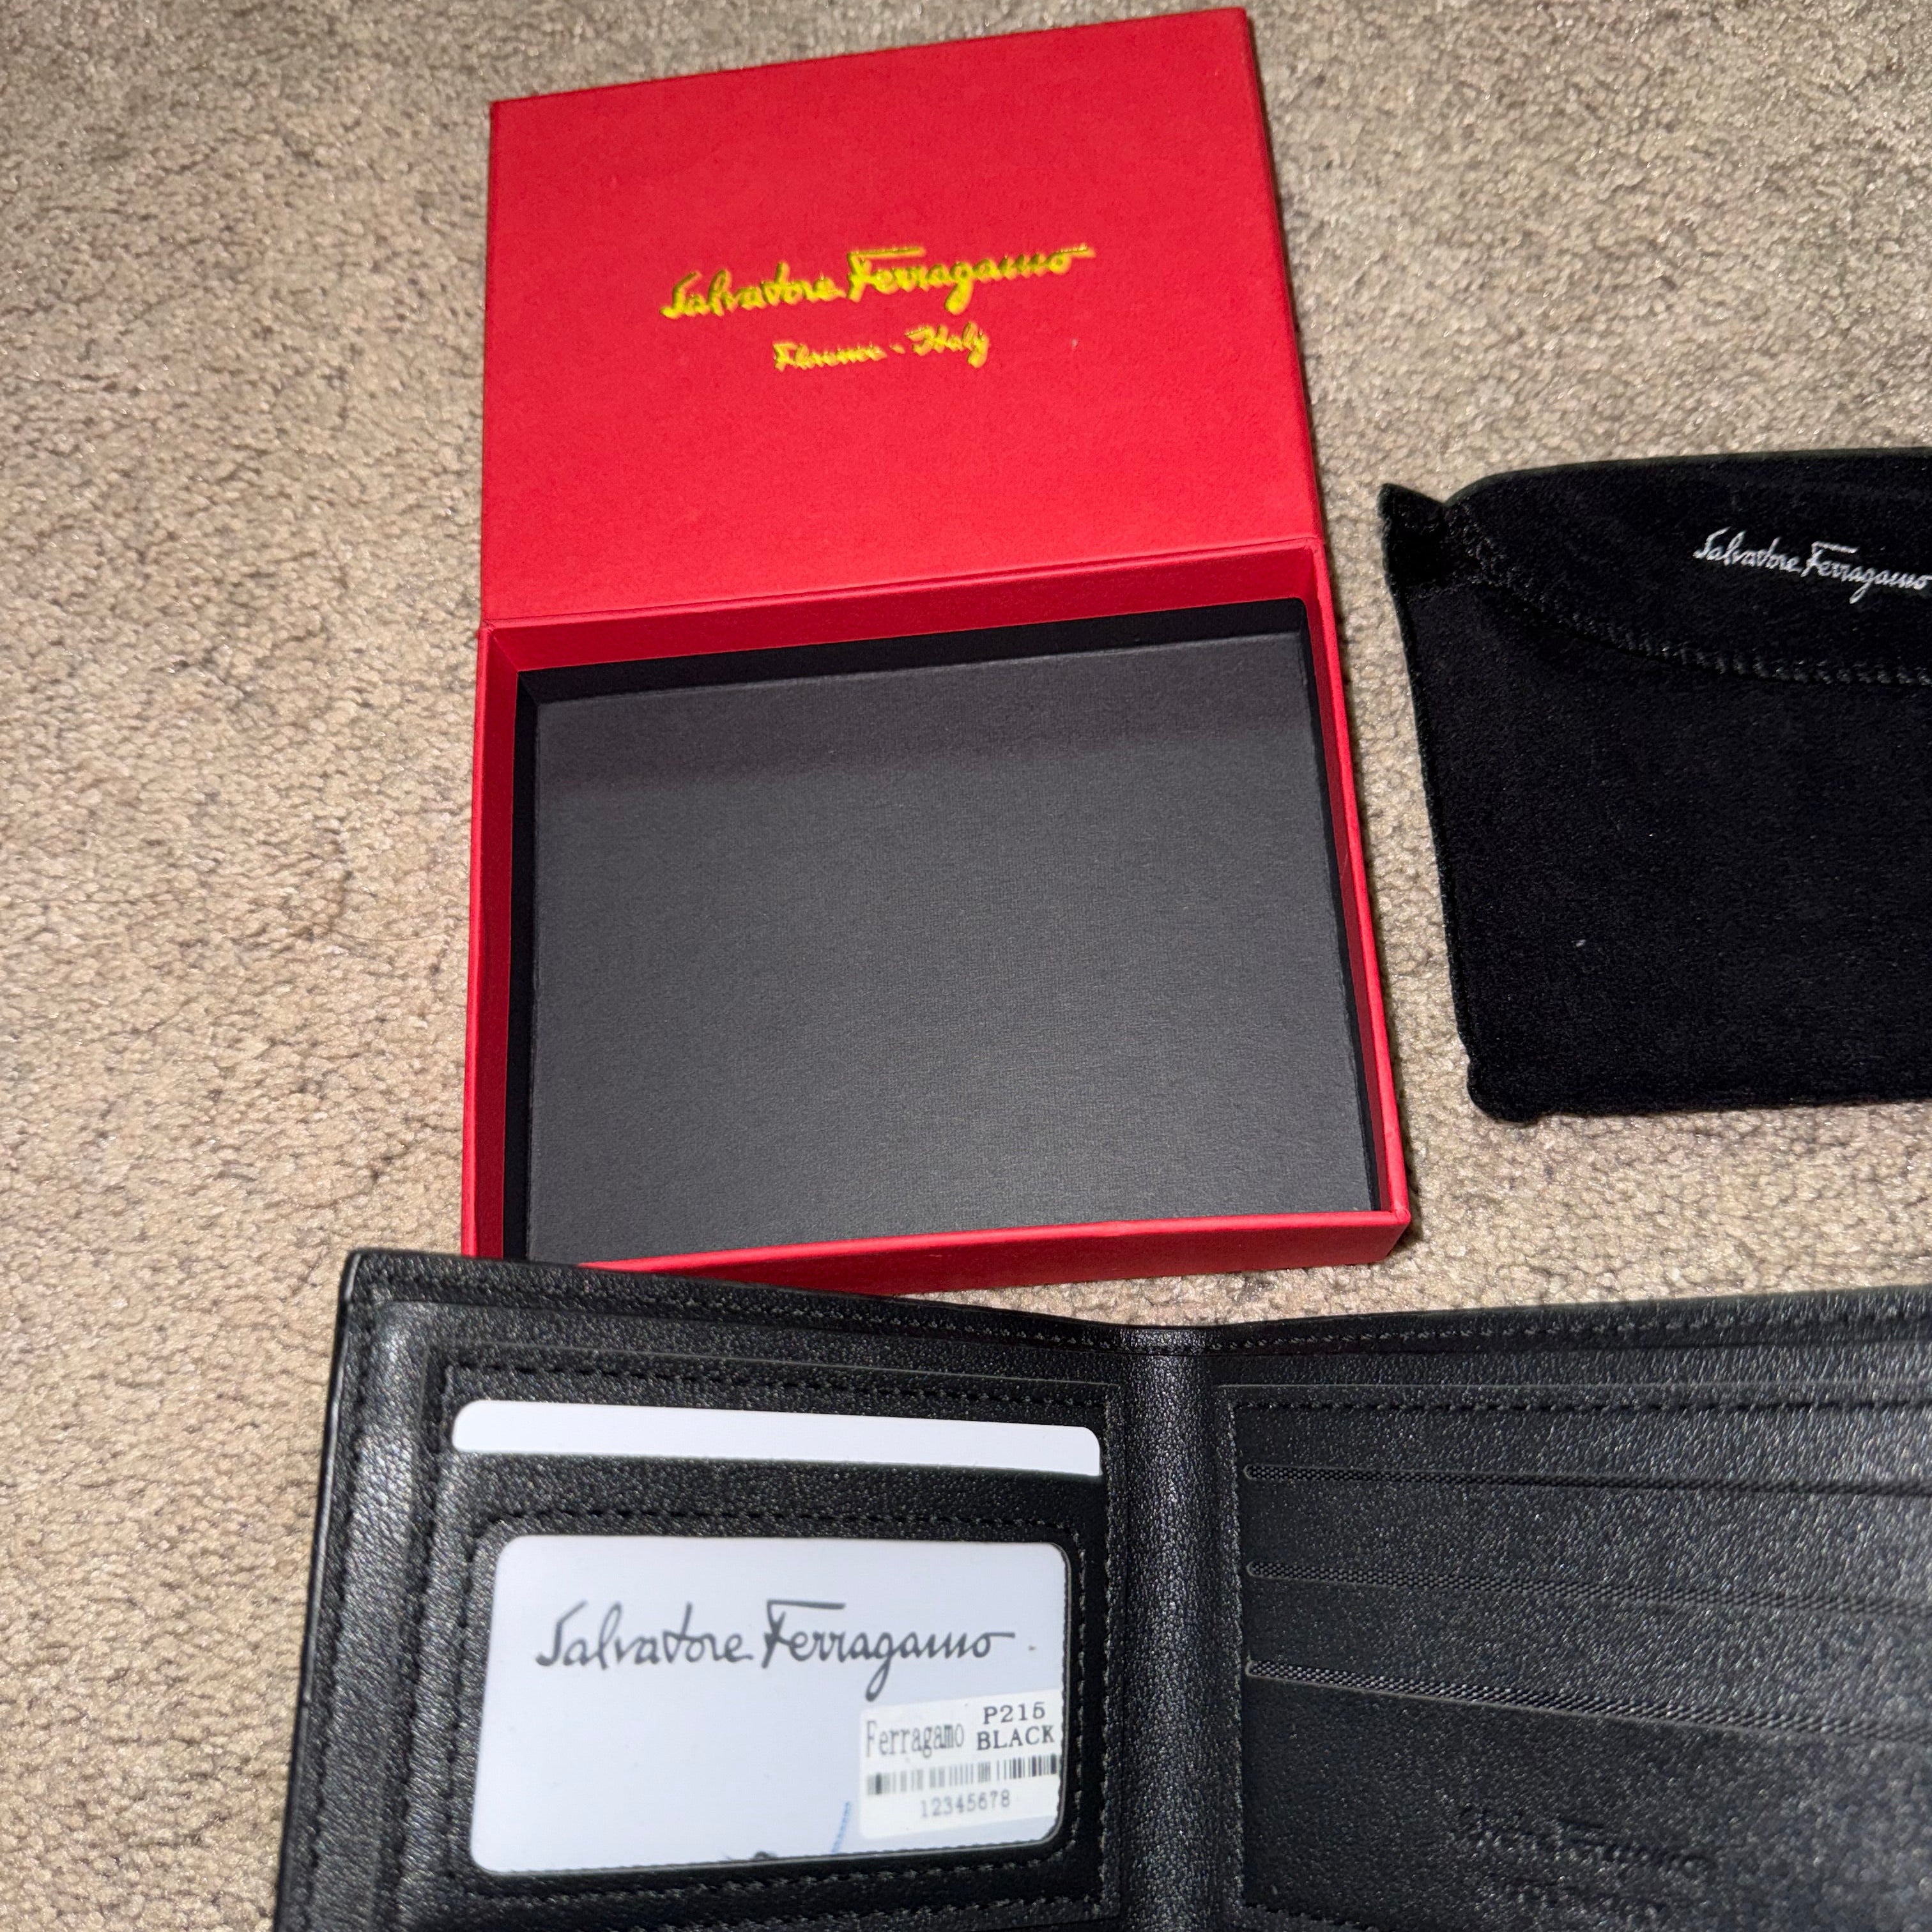 Salvatore Ferragamo
Florence - Italy
Salvatore Ferragamo
Salvatore Ferragamo
Ferragamo P215
BLACK
12345678